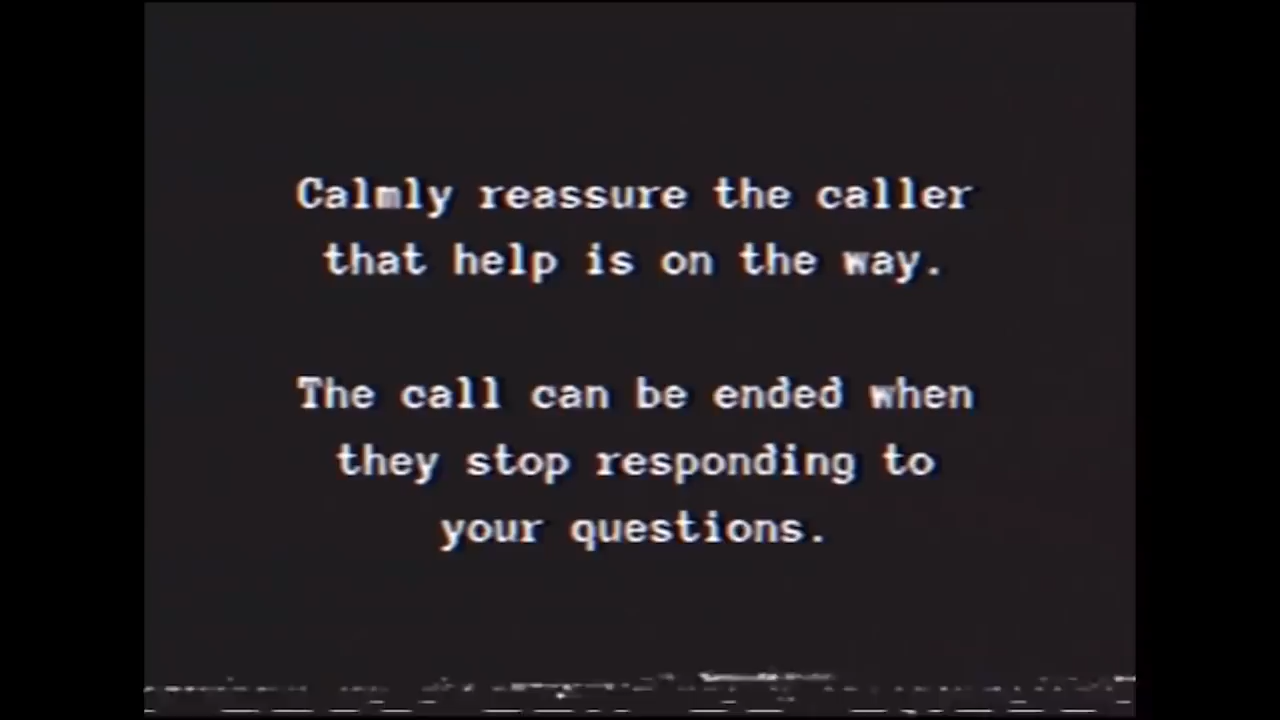 Calmly reassure the caller
that help is on the way.
The call can be ended when
they stop responding to
your questions.